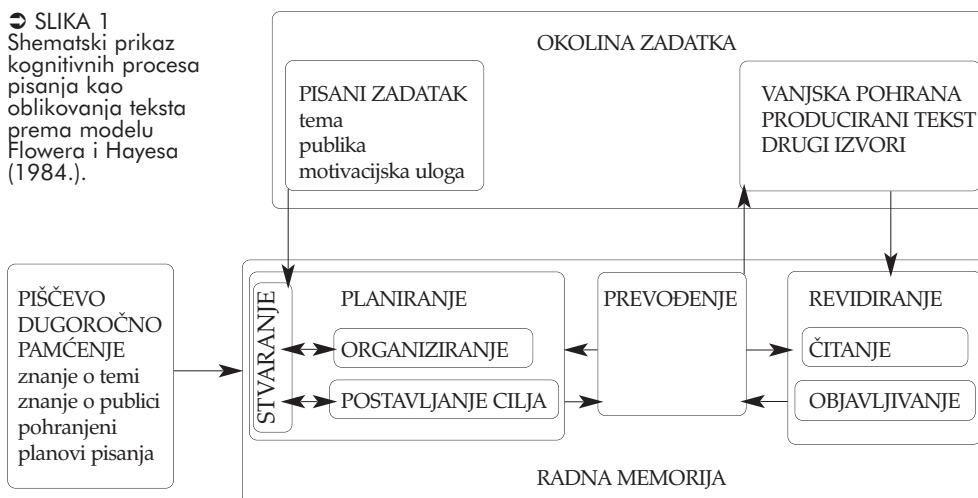 ➲ SLIKA 1
Shematski prikaz
kognitivnih procesa
pisanja kao
oblikovanja teksta
prema modelu
Flowera i Hayesa
(1984.).
OKOLINA ZADATKA
PISANI ZADATAK
tema
publika
motivacijska uloga
VANJSKA POHRANA
PRODUCIRANI TEKST
DRUGI IZVORI
PIŠČEVO
DUGOROČNO
PAMĆENJE
znanje o temi
znanje o publici
pohranjeni
planovi pisanja
STVARANJE
PLANIRANJE
ORGANIZIRANJE
POSTAVLJANJE CILJA
PREVOĐENJE
REVIDIRANJE
ČITANJE
OBJAVLJIVANJE
RADNA MEMORIJA